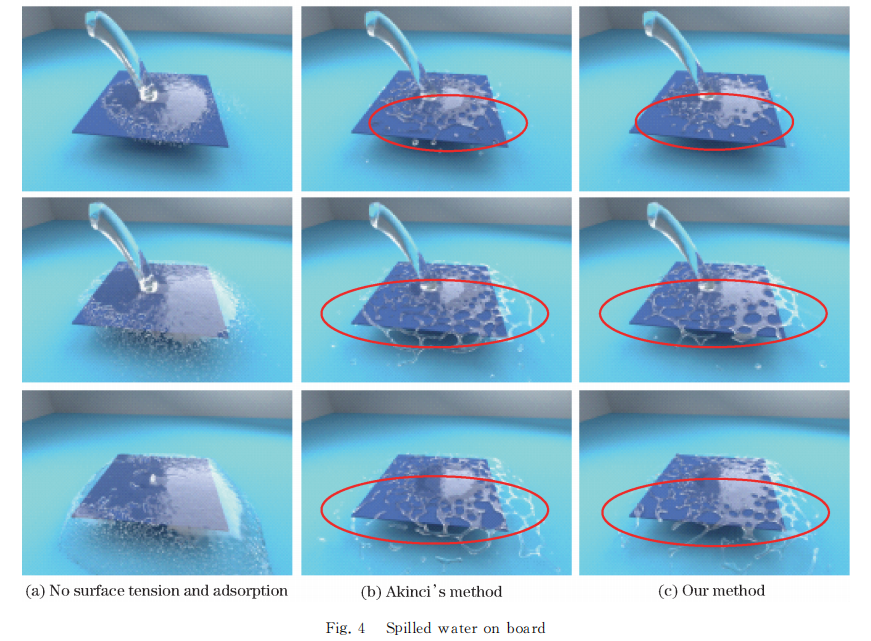 (a) No surface tension and adsorption
(b) Akinci's method
(c) Our method
Fig. 4 Spilled water on board